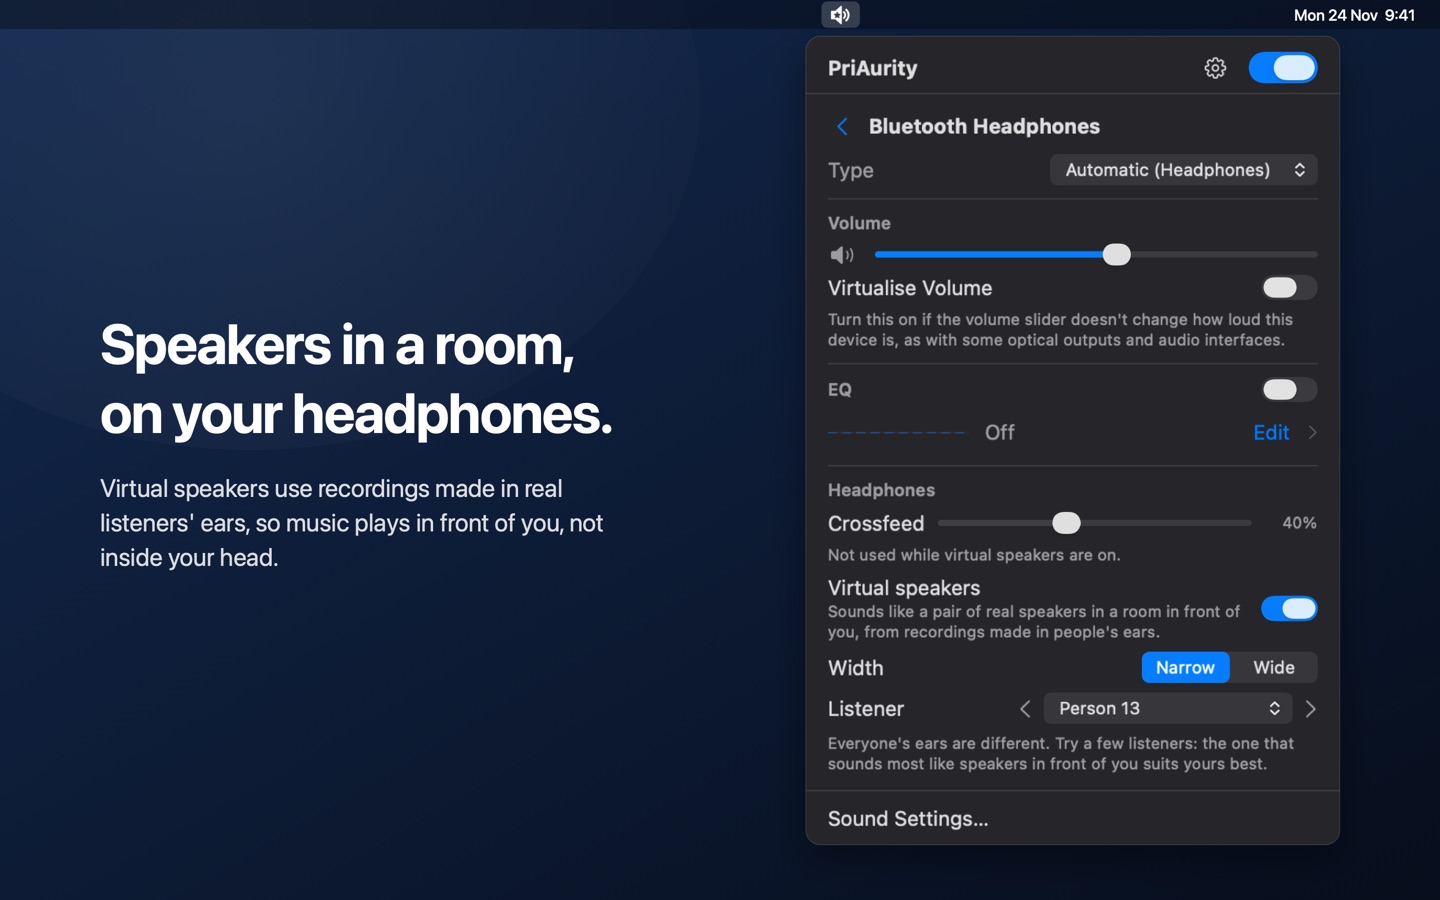 Mon 24 Nov 9:41
PriAurity
Bluetooth Headphones
Type
Automatic (Headphones)
Volume
Virtualise Volume
Turn this on if the volume slider doesn't change how loud this
device is, as with some optical outputs and audio interfaces.
EQ
Off
Edit
Headphones
Crossfeed
40%
Not used while virtual speakers are on.
Virtual speakers
Sounds like a pair of real speakers in a room in front of
you, from recordings made in people's ears.
Width
Narrow
Wide
Listener
Person 13
Everyone's ears are different. Try a few listeners: the one that
sounds most like speakers in front of you suits yours best.
Sound Settings...
Speakers in a room,
on your headphones.
Virtual speakers use recordings made in real
listeners' ears, so music plays in front of you, not
inside your head.